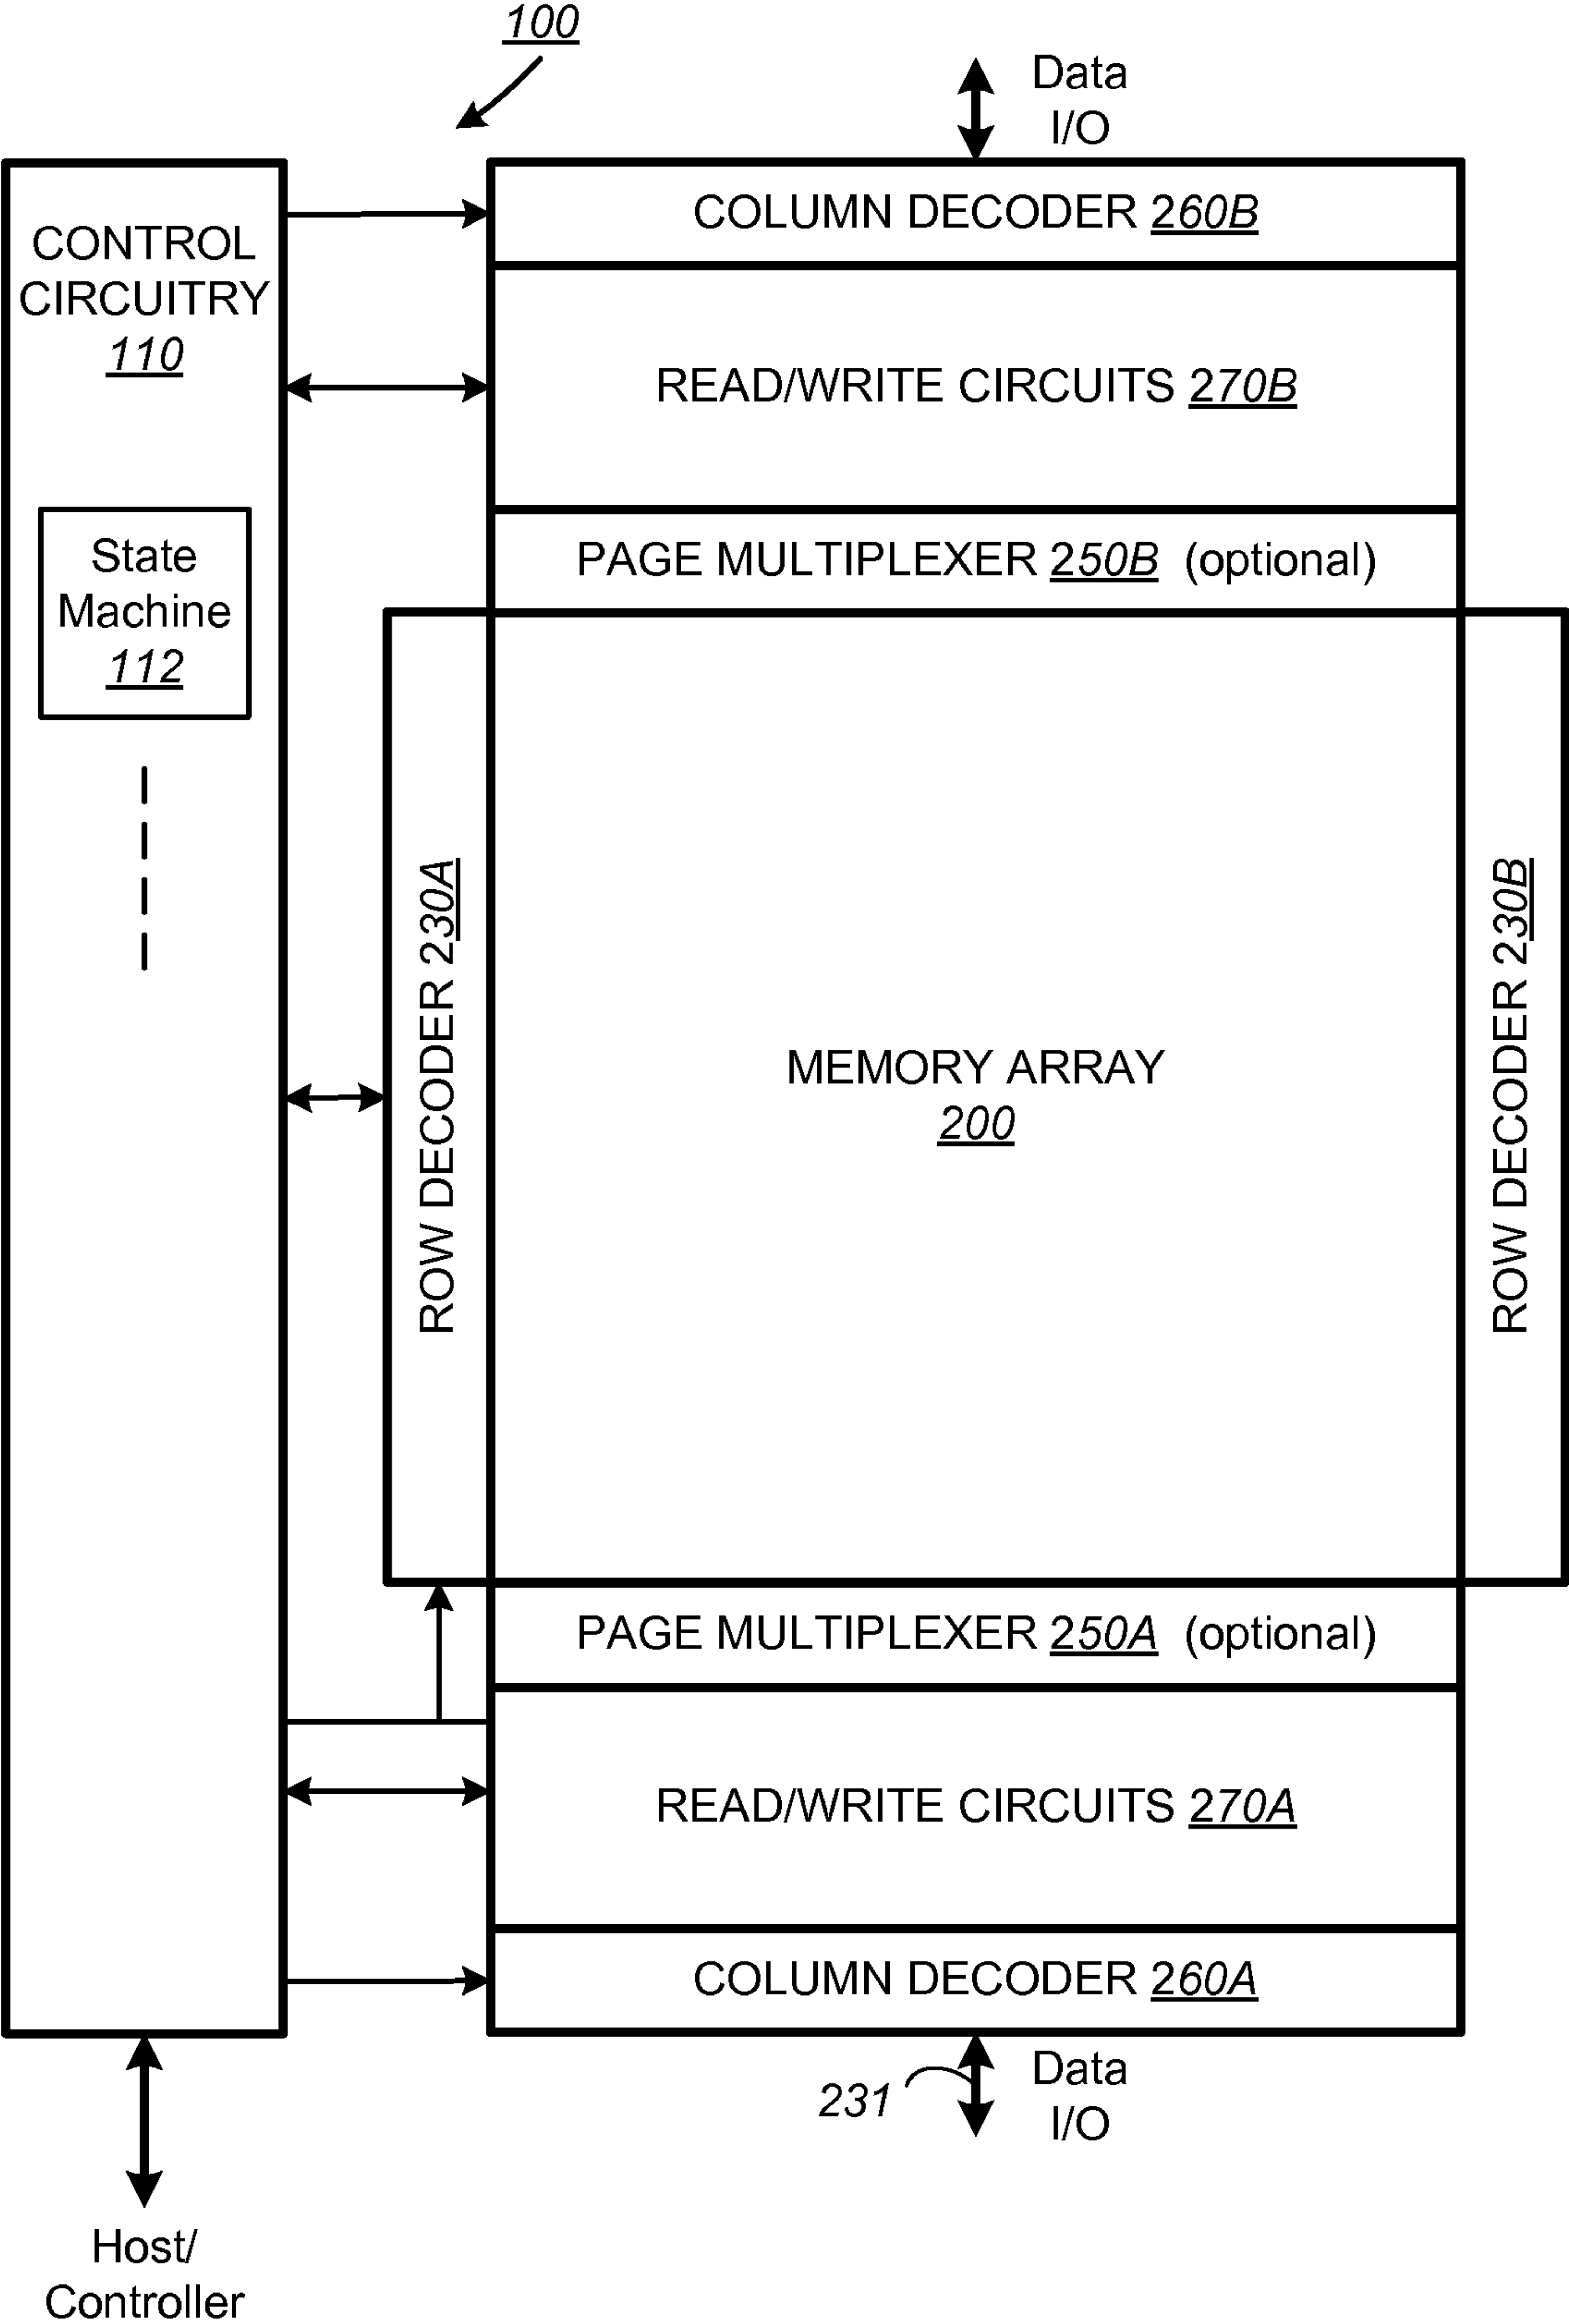 100
Data
I/O
CONTROL
CIRCUITRY
110
State
Machine
112
COLUMN DECODER 260B
READ/WRITE CIRCUITS 270B
PAGE MULTIPLEXER 250B (optional)
ROW DECODER 230A
MEMORY ARRAY
200
ROW DECODER 230B
PAGE MULTIPLEXER 250A (optional)
READ/WRITE CIRCUITS 270A
COLUMN DECODER 260A
231
Data
I/O
Host/
Controller